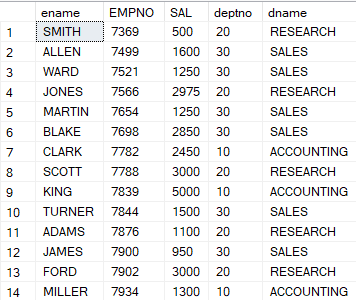 ename EMPNO SAL deptno dname
1 SMITH 7369 500 20 RESEARCH
2 ALLEN 7499 1600 30 SALES
3 WARD 7521 1250 30 SALES
4 JONES 7566 2975 20 RESEARCH
5 MARTIN 7654 1250 30 SALES
6 BLAKE 7698 2850 30 SALES
7 CLARK 7782 2450 10 ACCOUNTING
8 SCOTT 7788 3000 20 RESEARCH
9 KING 7839 5000 10 ACCOUNTING
10 TURNER 7844 1500 30 SALES
11 ADAMS 7876 1100 20 RESEARCH
12 JAMES 7900 950 30 SALES
13 FORD 7902 3000 20 RESEARCH
14 MILLER 7934 1300 10 ACCOUNTING